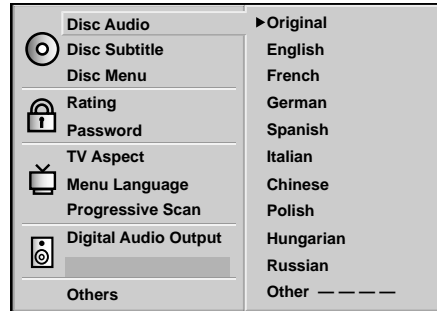 Disc Audio
Disc Subtitle
Disc Menu
Rating
Password
TV Aspect
Menu Language
Progressive Scan
Digital Audio Output
Others
Original
English
French
German
Spanish
Italian
Chinese
Polish
Hungarian
Russian
Other — — — —